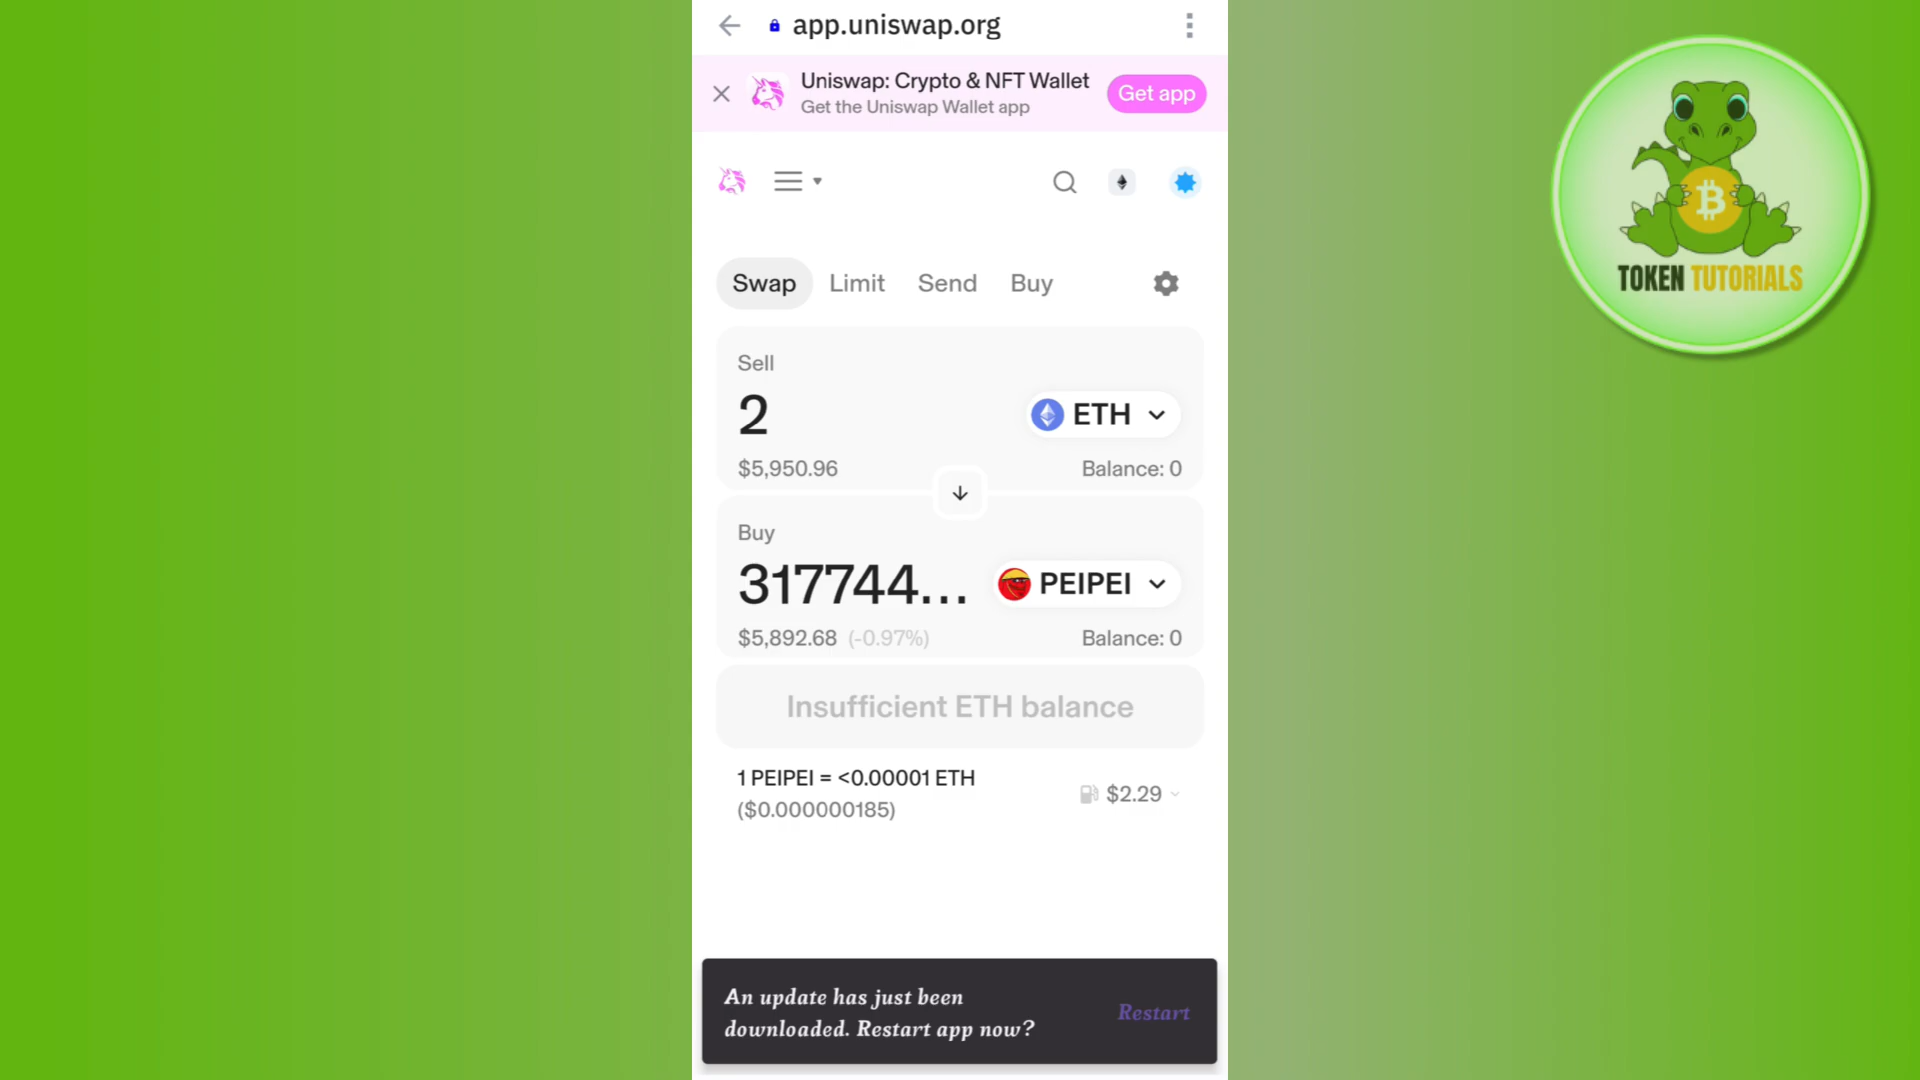 app.uniswap.org
Uniswap: Crypto & NFT Wallet
Get the Uniswap Wallet app
Get app
Swap Limit Send Buy
Sell
2
ETH
$5,950.96
Balance: 0
Buy
317744...
PEIPEI
$5,892.68 (-0.97%)
Balance: 0
Insufficient ETH balance
1 PEIPEI = <0.00001 ETH
($0.000000185)
$2.29
An update has just been
downloaded. Restart app now?
Restart
TOKEN TUTORIALS